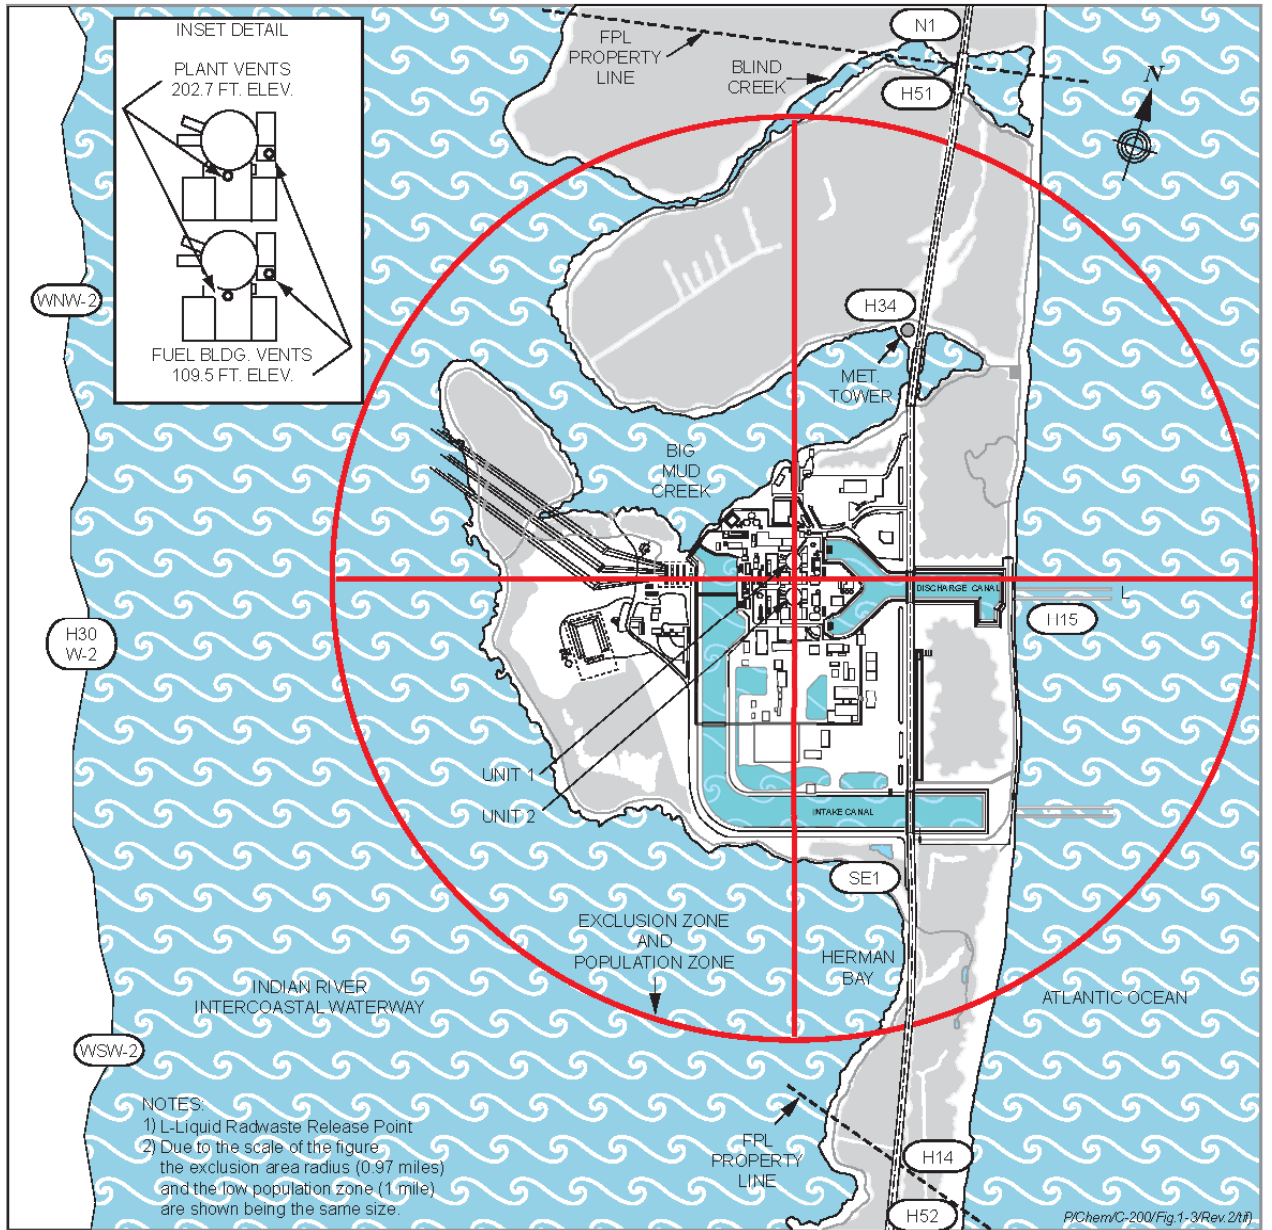 INSET DETAIL
PLANT VENTS
202.7 FT. ELEV.
FUEL BLDG. VENTS
109.5 FT. ELEV.
FPL
PROPERTY
LINE
BLIND
CREEK
N1
H51
N
WNW-2
H34
MET.
TOWER
BIG
MUD
CREEK
DISCHARGE CANAL
L
H15
H30
W-2
UNIT 1
UNIT 2
INTAKE CANAL
SE1
EXCLUSION ZONE
AND
POPULATION ZONE
HERMAN
BAY
INDIAN RIVER
INTERCOASTAL WATERWAY
ATLANTIC OCEAN
WSW-2
NOTES:
1) L-Liquid Radwaste Release Point
2) Due to the scale of the figure
the exclusion area radius (0.97 miles)
and the low population zone (1 mile)
are shown being the same size.
FPL
PROPERTY
LINE
H14
H52
P/Chem/C-200/Fig.1-3/Rev.2/tif)